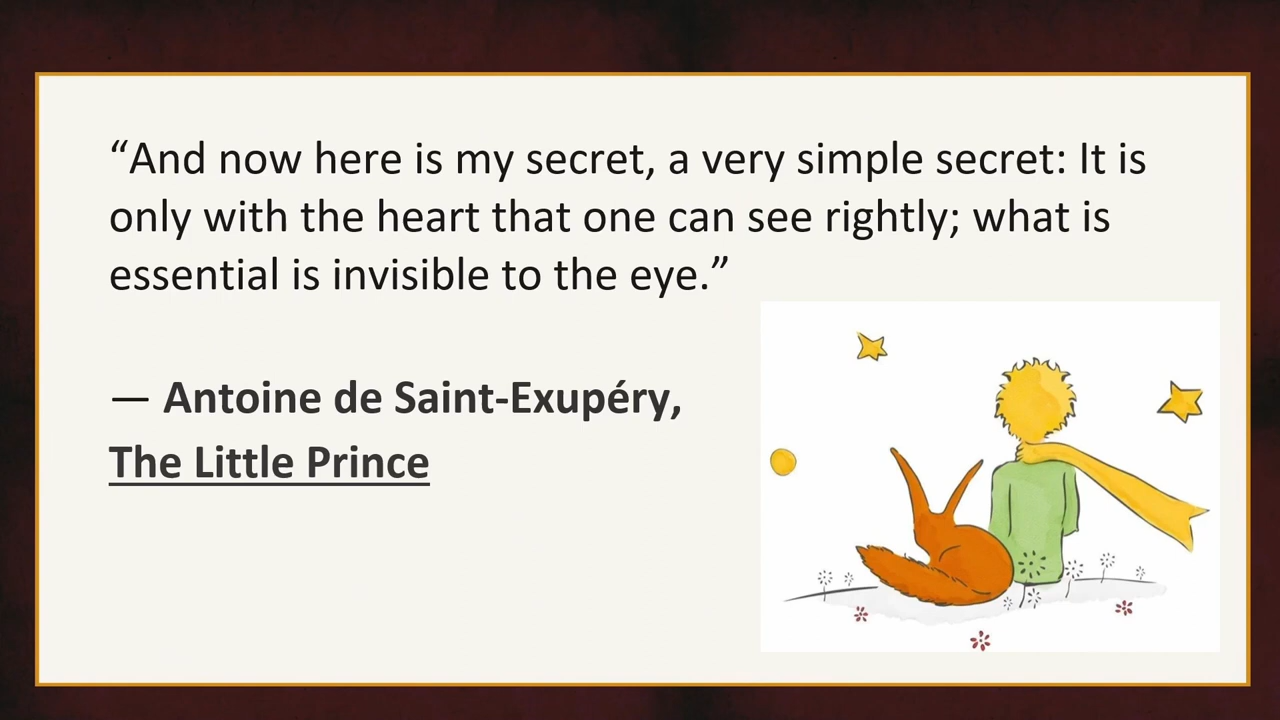 “And now here is my secret, a very simple secret: It is
only with the heart that one can see rightly; what is
essential is invisible to the eye.”
— Antoine de Saint-Exupéry,
The Little Prince